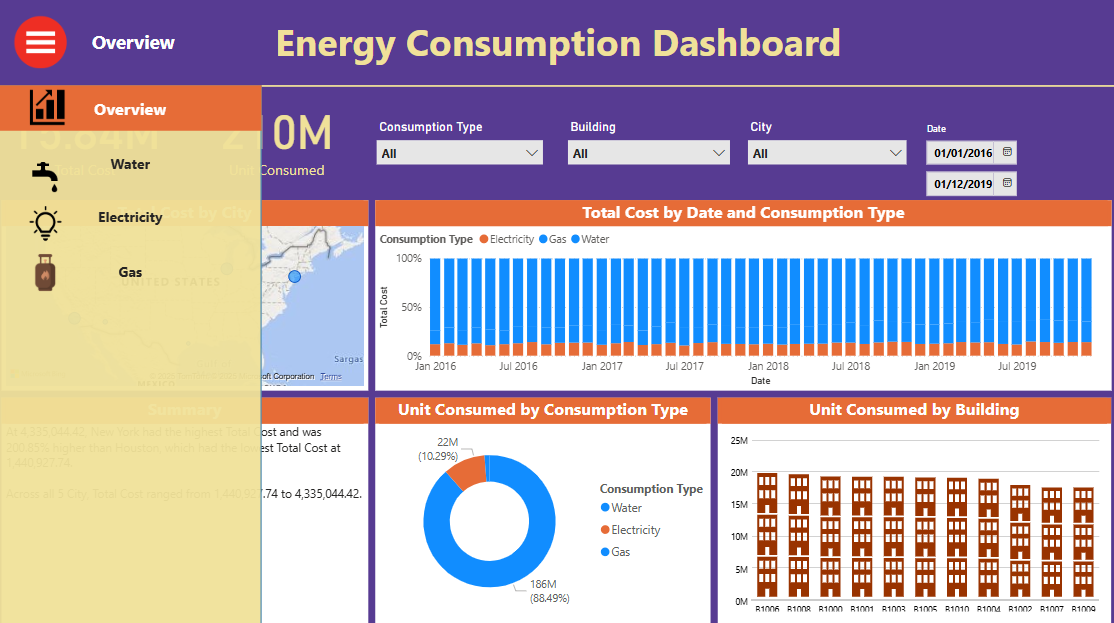 Overview
Energy Consumption Dashboard
Overview
Water
Electricity
Gas
15.84M
Total Cost
210M
Unit Consumed
Consumption Type
All
Building
All
City
All
Date
01/01/2016
01/12/2019
Total Cost by City
UNITED STATES
MEXICO
Sargas
Microsoft Corporation Terms
Total Cost by Date and Consumption Type
Consumption Type Electricity Gas Water
Total Cost
100%
50%
0%
Jan 2016 Jul 2016 Jan 2017 Jul 2017 Jan 2018 Jul 2018 Jan 2019 Jul 2019
Date
Summary
At 4,335,044.42, New York had the highest Total Cost and was
200.85% higher than Houston, which had the lowest Total Cost at
1,440,927.74.
Across all 5 City, Total Cost ranged from 1,440,927.74 to 4,335,044.42.
Unit Consumed by Consumption Type
22M
(10.29%)
186M
(88.49%)
Consumption Type
Water
Electricity
Gas
Unit Consumed by Building
25M
20M
15M
10M
5M
0M
B1006 B1008 B1000 B1001 B1003 B1005 B1010 B1004 B1002 B1007 B1009